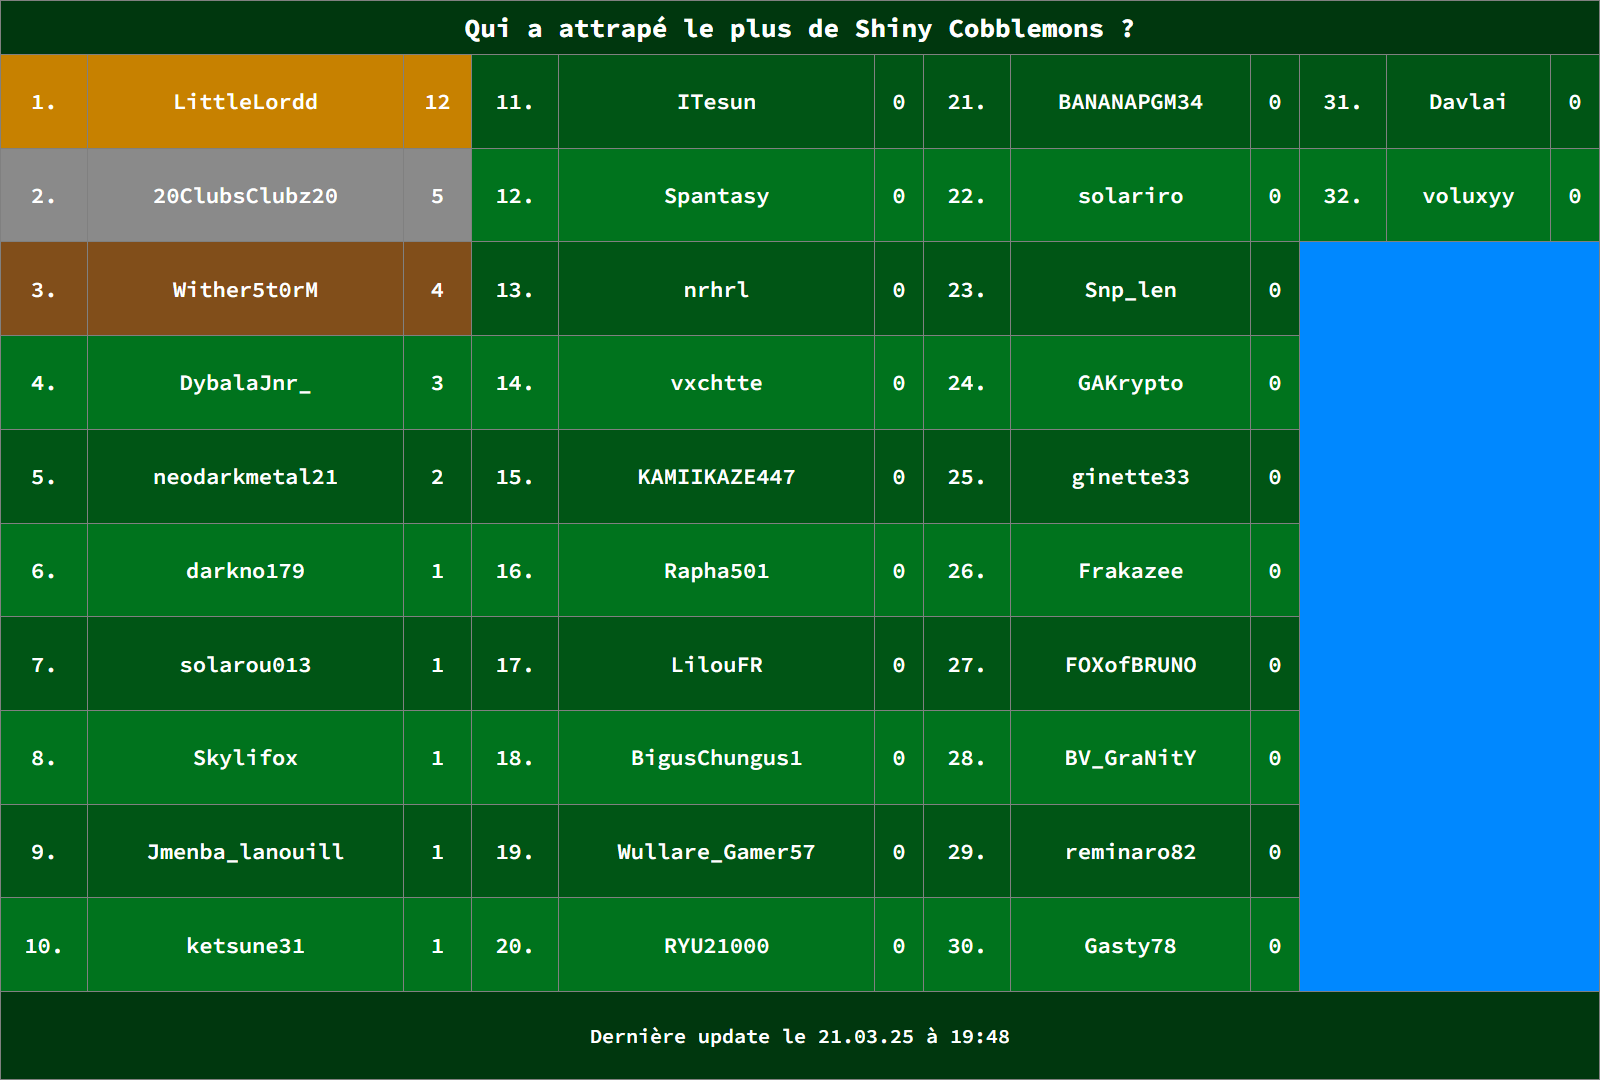 Qui a attrapé le plus de Shiny Cobblemons ?
1. LittleLordd 12 11. ITesun 0 21. BANANAPGM34 0 31. Davlai 0
2. 20ClubsClubz20 5 12. Spantasy 0 22. solariro 0 32. voluxyy 0
3. Wither5t0rM 4 13. nrhrl 0 23. Snp_len 0
4. DybalaJnr_ 3 14. vxchtte 0 24. GAKrypto 0
5. neodarkmetal21 2 15. KAMIIKAZE447 0 25. ginette33 0
6. darkno179 1 16. Rapha501 0 26. Frakazee 0
7. solarou013 1 17. LilouFR 0 27. FOXofBRUNO 0
8. Skylifox 1 18. BigusChungus1 0 28. BV_GraNitY 0
9. Jmenba_lanouill 1 19. Wullare_Gamer57 0 29. reminaro82 0
10. ketsune31 1 20. RYU21000 0 30. Gasty78 0
Dernière update le 21.03.25 à 19:48